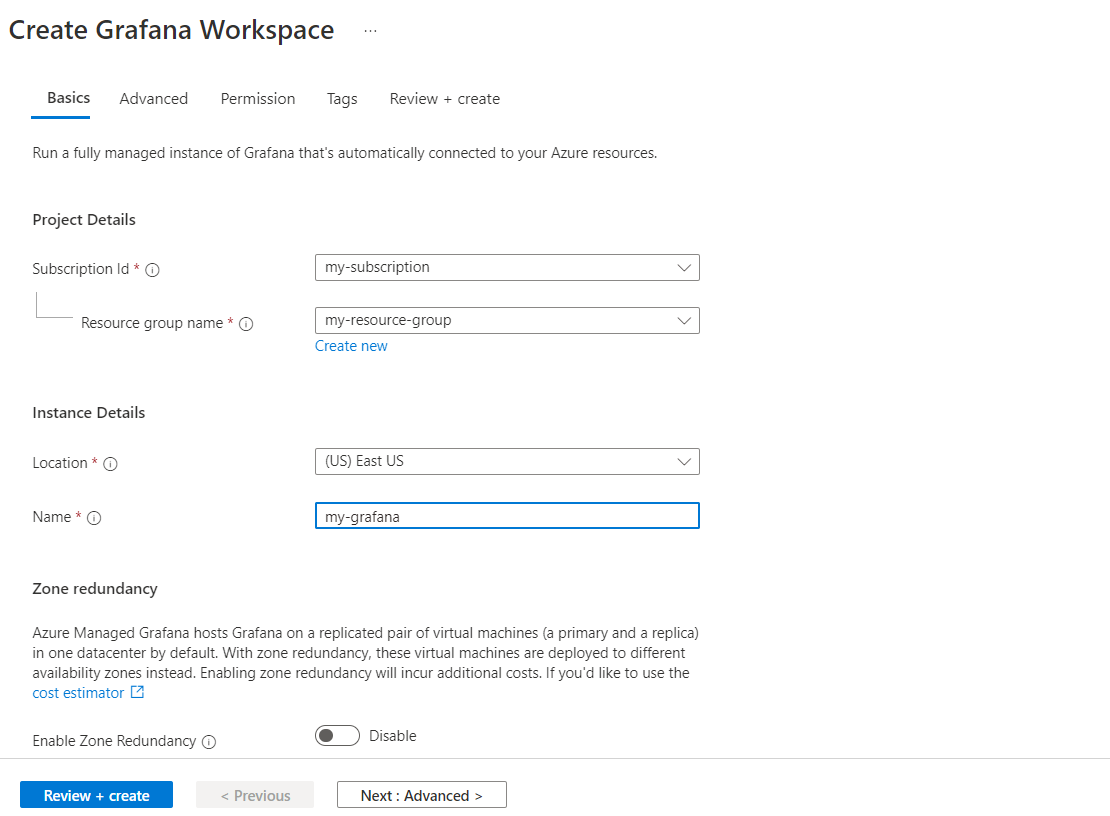 Create Grafana Workspace ...
Basics Advanced Permission Tags Review + create
Run a fully managed instance of Grafana that's automatically connected to your Azure resources.
Project Details
Subscription Id * my-subscription
Resource group name * my-resource-group
Create new
Instance Details
Location * (US) East US
Name * my-grafana
Zone redundancy
Azure Managed Grafana hosts Grafana on a replicated pair of virtual machines (a primary and a replica)
in one datacenter by default. With zone redundancy, these virtual machines are deployed to different
availability zones instead. Enabling zone redundancy will incur additional costs. If you'd like to use the
cost estimator
Enable Zone Redundancy Disable
Review + create < Previous Next : Advanced >